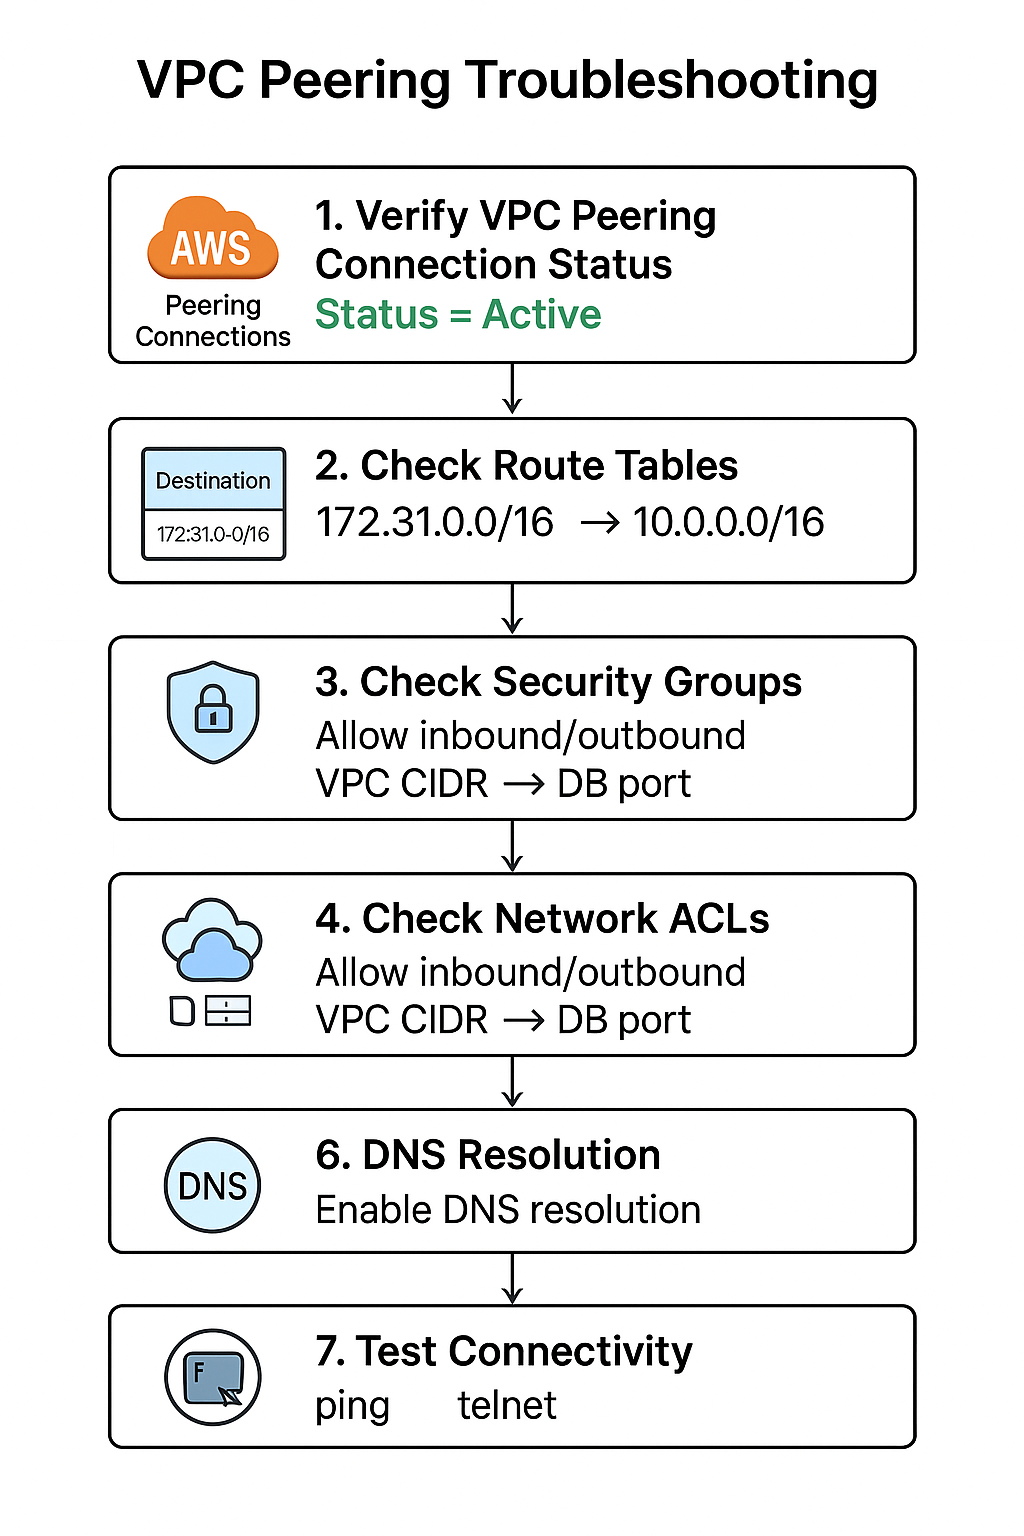 VPC Peering Troubleshooting
AWS
Peering
Connections
1. Verify VPC Peering
Connection Status
Status = Active
Destination
172:31.0-0/16
2. Check Route Tables
172.31.0.0/16 → 10.0.0.0/16
3. Check Security Groups
Allow inbound/outbound
VPC CIDR → DB port
4. Check Network ACLs
Allow inbound/outbound
VPC CIDR → DB port
DNS
6. DNS Resolution
Enable DNS resolution
F
7. Test Connectivity
ping telnet